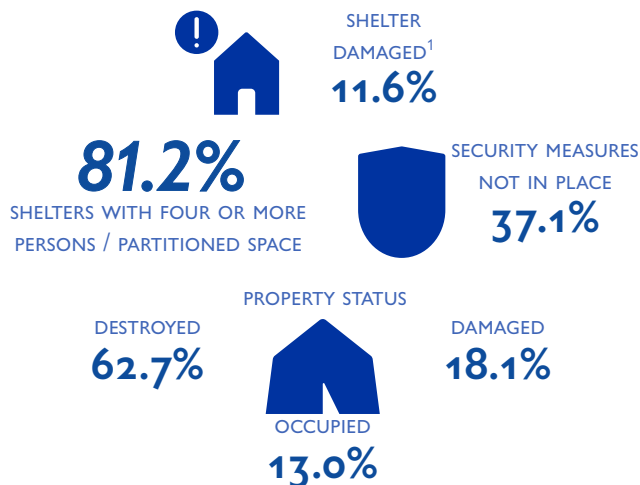 !
SHELTER
DAMAGED1
11.6%
81.2%
SHELTERS WITH FOUR OR MORE
PERSONS / PARTITIONED SPACE
SECURITY MEASURES
NOT IN PLACE
37.1%
PROPERTY STATUS
DESTROYED
62.7%
DAMAGED
18.1%
OCCUPIED
13.0%